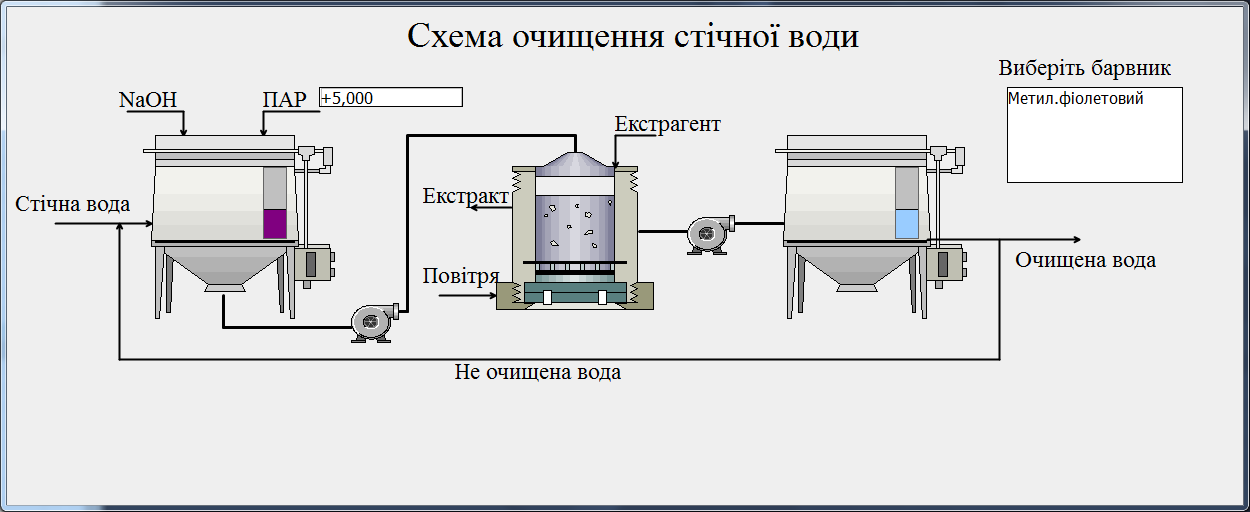 Схема очищення стічної води
Виберіть барвник
NaOH
ПАР
+5,000
Метил.фіолетовий
Екстрагент
Екстракт
Стічна вода
Повітря
Очищена вода
Не очищена вода